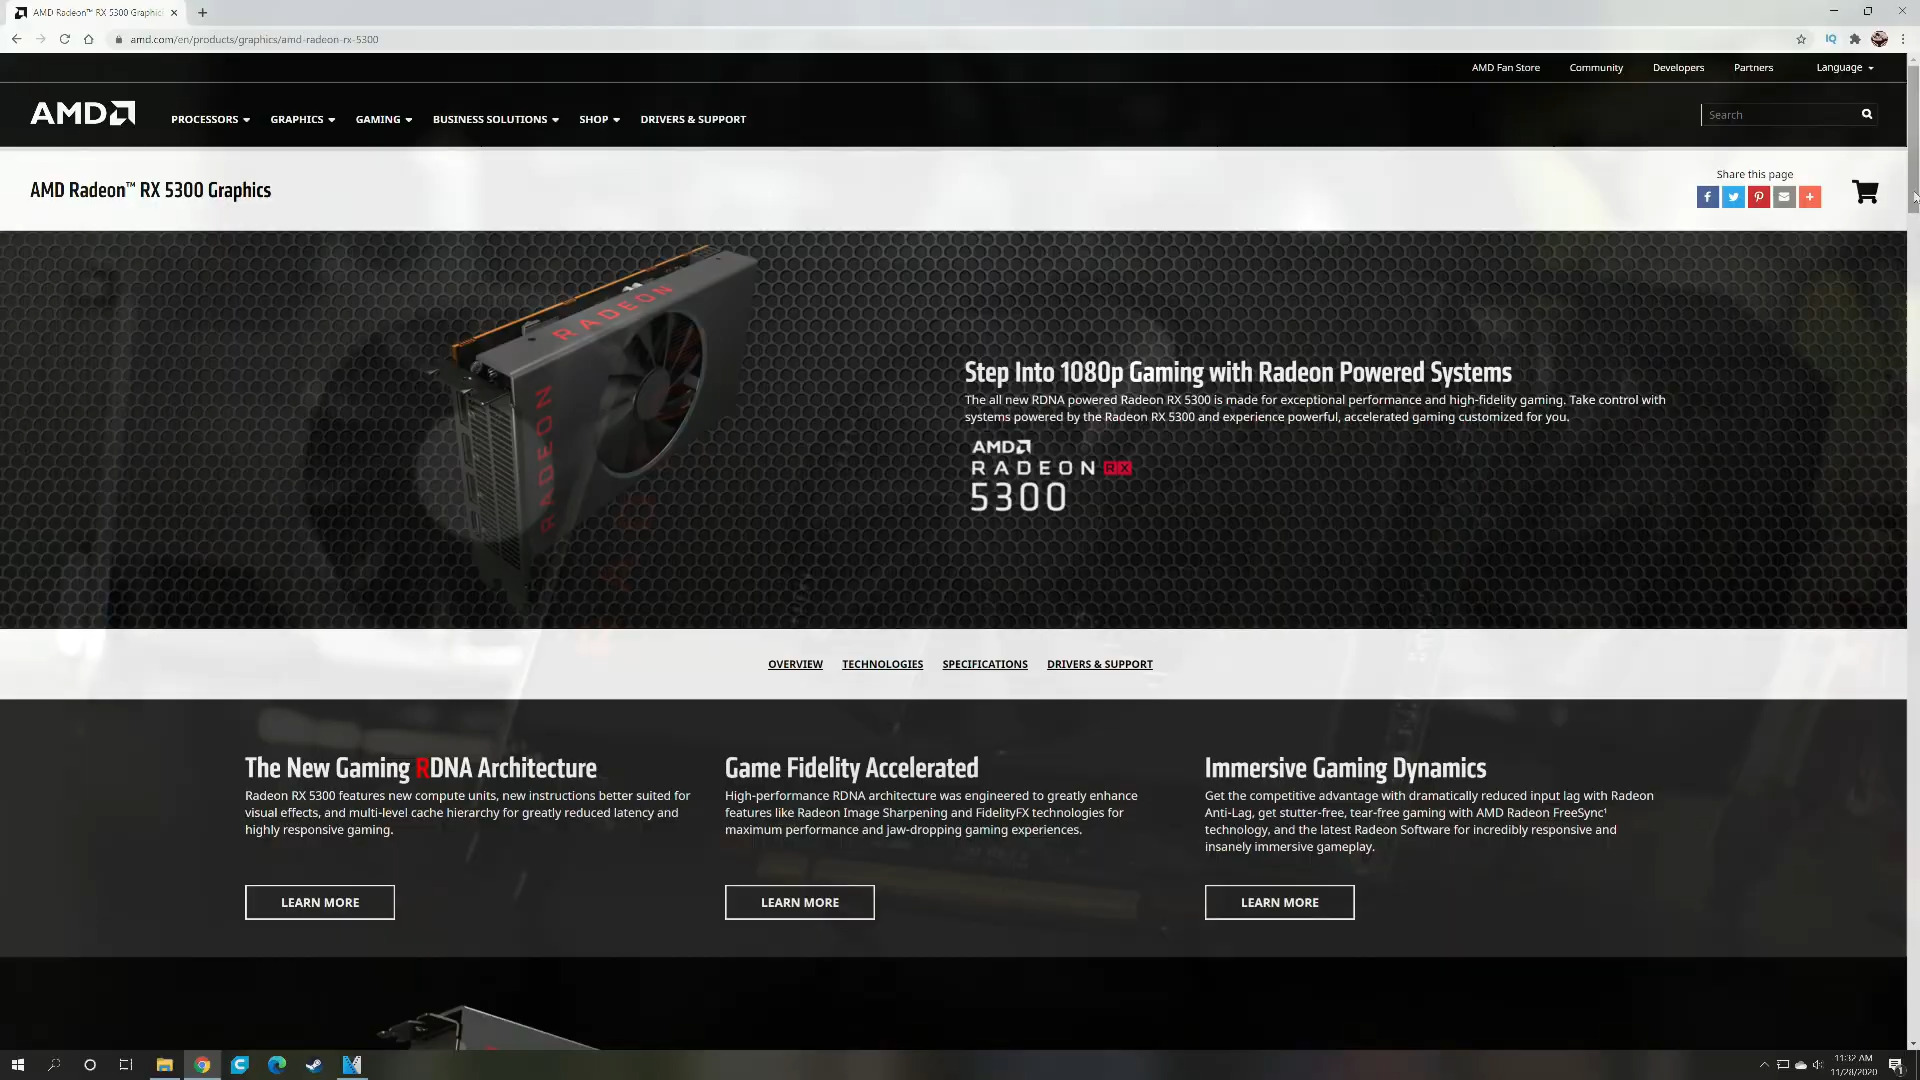 AMD Radeon™ RX 5300 Graphic
amd.com/en/products/graphics/amd-radeon-rx-5300
IQ
AMD Fan Store
Community
Developers
Partners
Language
AMD
PROCESSORS
GRAPHICS
GAMING
BUSINESS SOLUTIONS
SHOP
DRIVERS & SUPPORT
Search
AMD Radeon™ RX 5300 Graphics
Share this page
RADEON
RADEON
Step Into 1080p Gaming with Radeon Powered Systems
The all new RDNA powered Radeon RX 5300 is made for exceptional performance and high-fidelity gaming. Take control with
systems powered by the Radeon RX 5300 and experience powerful, accelerated gaming customized for you.
AMD
RADEON RX
5300
OVERVIEW
TECHNOLOGIES
SPECIFICATIONS
DRIVERS & SUPPORT
The New Gaming RDNA Architecture
Radeon RX 5300 features new compute units, new instructions better suited for
visual effects, and multi-level cache hierarchy for greatly reduced latency and
highly responsive gaming.
LEARN MORE
Game Fidelity Accelerated
High-performance RDNA architecture was engineered to greatly enhance
features like Radeon Image Sharpening and FidelityFX technologies for
maximum performance and jaw-dropping gaming experiences.
LEARN MORE
Immersive Gaming Dynamics
Get the competitive advantage with dramatically reduced input lag with Radeon
Anti-Lag, get stutter-free, tear-free gaming with AMD Radeon FreeSync¹
technology, and the latest Radeon Software for incredibly responsive and
insanely immersive gameplay.
LEARN MORE
11:32 AM
11/28/2020